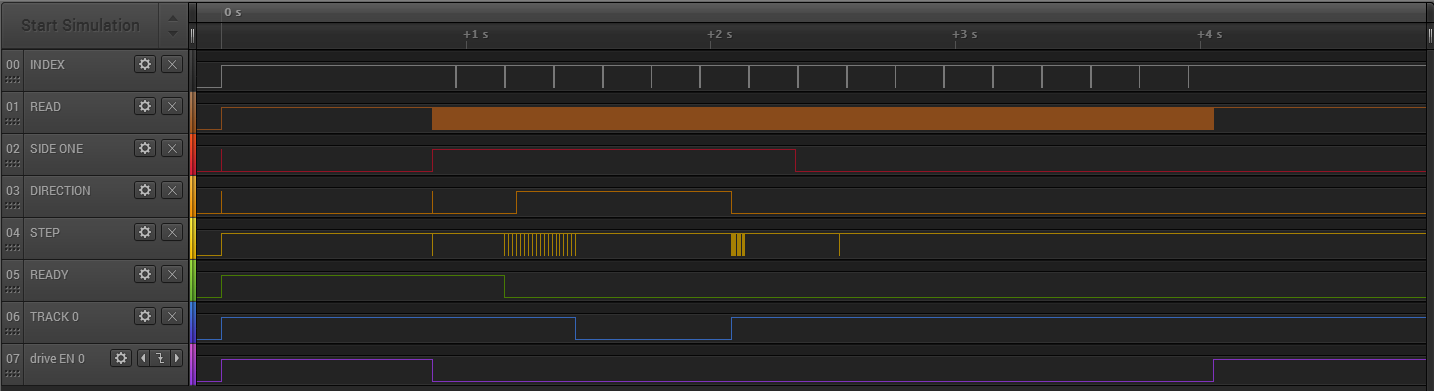 Start Simulation
0 s
+1 s
+2 s
+3 s
+4 s
00 INDEX
01 READ
02 SIDE ONE
03 DIRECTION
04 STEP
05 READY
06 TRACK 0
07 drive EN 0